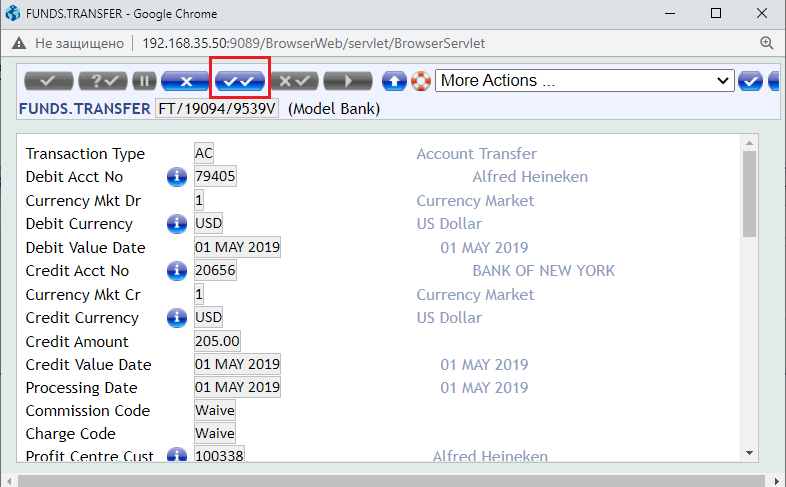 FUNDS.TRANSFER - Google Chrome
Не защищено | 192.168.35.50:9089/BrowserWeb/servlet/BrowserServlet
More Actions ...
FUNDS.TRANSFER FT/19094/9539V (Model Bank)
Transaction Type AC Account Transfer
Debit Acct No 79405 Alfred Heineken
Currency Mkt Dr 1 Currency Market
Debit Currency USD US Dollar
Debit Value Date 01 MAY 2019 01 MAY 2019
Credit Acct No 20656 BANK OF NEW YORK
Currency Mkt Cr 1 Currency Market
Credit Currency USD US Dollar
Credit Amount 205.00
Credit Value Date 01 MAY 2019 01 MAY 2019
Processing Date 01 MAY 2019 01 MAY 2019
Commission Code Waive
Charge Code Waive
Profit Centre Cust 100338 Alfred Heineken